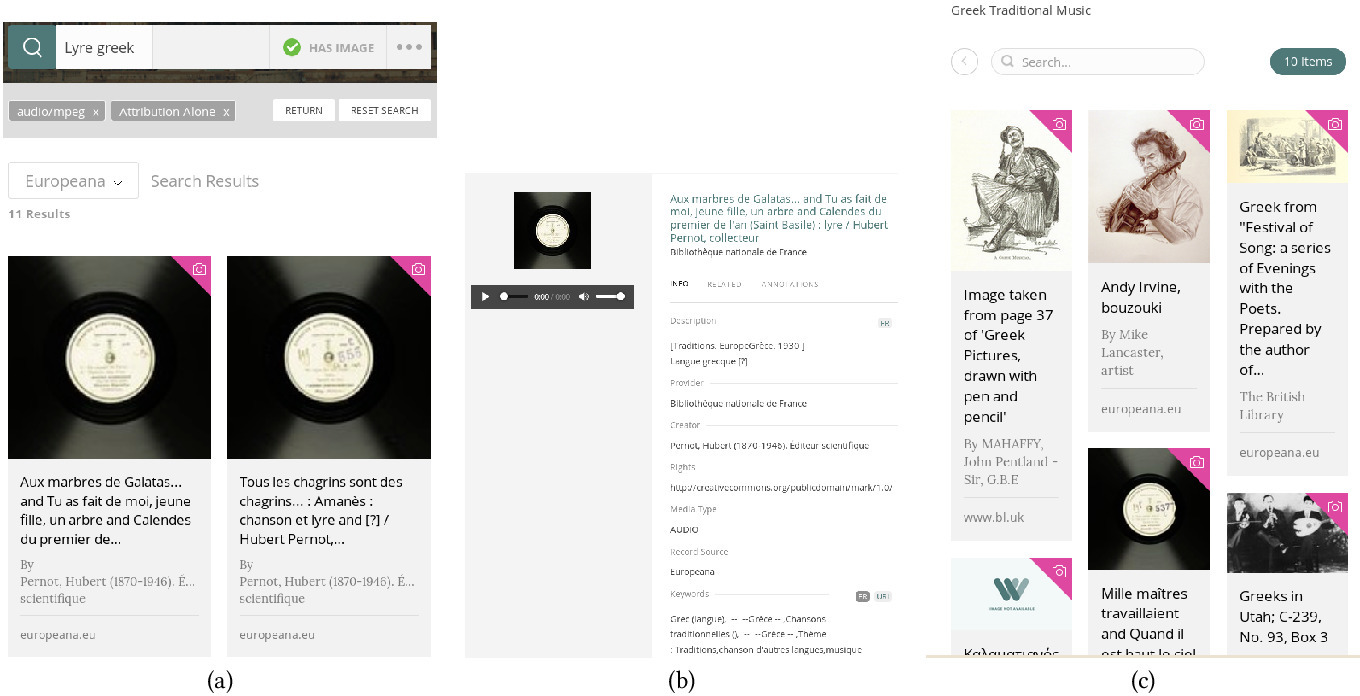 Lyre greek
HAS IMAGE
audio/mpeg x
Attribution Alone x
RETURN
RESET SEARCH
Europeana
Search Results
11 Results
Aux marbres de Galatas...
and Tu as fait de moi, jeune
fille, un arbre and Calendes
du premier de...
By
Pernot, Hubert (1870-1946). É...
scientifique
europeana.eu
Tous les chagrins sont des
chagrins... : Amanès :
chanson et lyre and [?] /
Hubert Pernot,...
By
Pernot, Hubert (1870-1946). É...
scientifique
europeana.eu
(a)
0:00 / 0:00
Aux marbres de Galatas... and Tu as fait de
moi, jeune fille, un arbre and Calendes du
premier de l'an (Saint Basile) : lyre / Hubert
Pernot, collecteur
Bibliothèque nationale de France
INFO
RELATED
ANNOTATIONS
Description
FR
[Traditions. EuropeGrèce. 1930-]
Langue grecque [?]
Provider
Bibliothèque nationale de France
Creator
Pernot, Hubert (1870-1946). Éditeur scientifique
Rights
http://creativecommons.org/publicdomain/mark/1.0/
Media Type
AUDIO
Record Source
Europeana
Keywords
FR
URI
Grec (langue), -- --Grèce -- ,Chansons
traditionnelles (), -- --Grèce -- ,Thème
: Traditions,chanson d'autres langues,musique
(b)
Greek Traditional Music
Search...
10 Items
A GREEK MUSICIAN.
Image taken
from page 37
of 'Greek
Pictures,
drawn with
pen and
pencil'
By MAHAFFY,
John Pentland -
Sir, G.B.E
www.bl.uk
IMAGE NOT AVAILABLE
Καλαματιανός
Andy Irvine,
bouzouki
By Mike
Lancaster,
artist
europeana.eu
Mille maîtres
travaillaient
and Quand il
est haut le ciel
Greek from
"Festival of
Song: a series
of Evenings
with the
Poets.
Prepared by
the author
of...
The British
Library
europeana.eu
Greeks in
Utah; C-239,
No. 93, Box 3
(c)